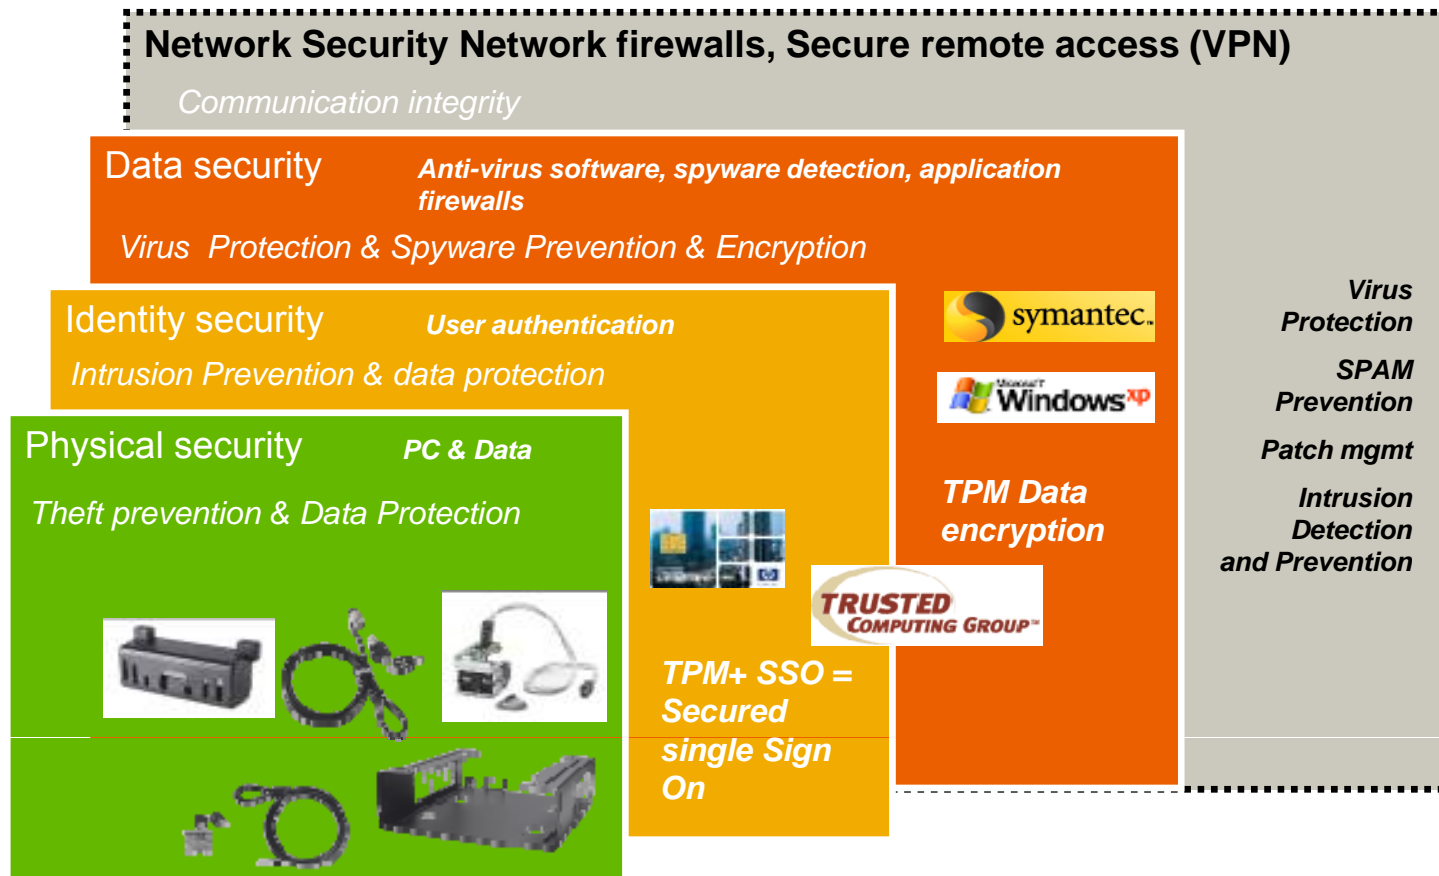 Network Security Network firewalls, Secure remote access (VPN)
Communication integrity
Data security
Anti-virus software, spyware detection, application
firewalls
Virus Protection & Spyware Prevention & Encryption
Identity security
User authentication
Intrusion Prevention & data protection
Physical security
PC & Data
Theft prevention & Data Protection
TPM+ SSO =
Secured
single Sign
On
symantec.
Microsoft
Windows xp
TPM Data
encryption
TRUSTED
COMPUTING GROUP™
Virus
Protection
SPAM
Prevention
Patch mgmt
Intrusion
Detection
and Prevention